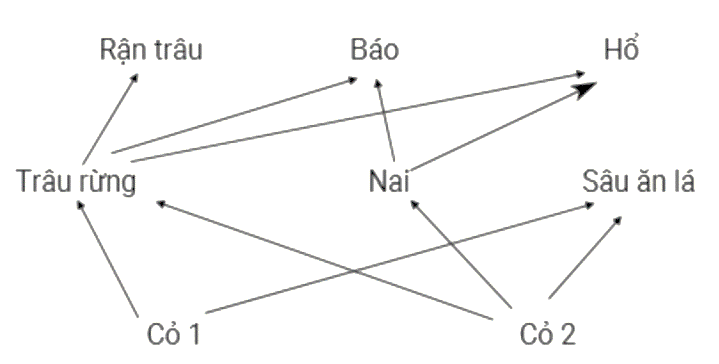 Rận trâu Báo Hổ
Trâu rừng Nai Sâu ăn lá
Cỏ 1 Cỏ 2